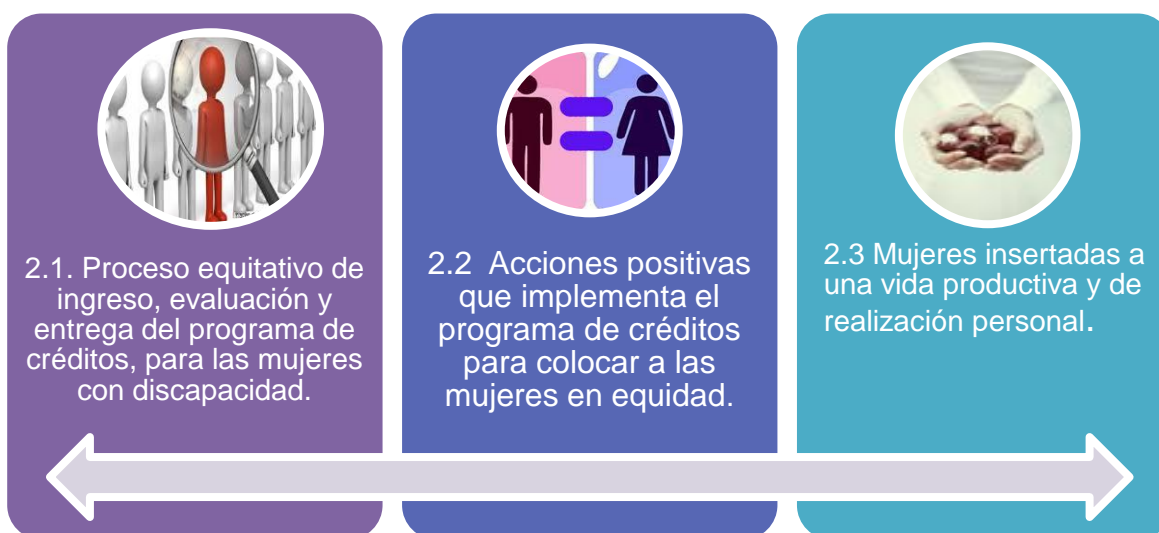 2.1. Proceso equitativo de
ingreso, evaluación y
entrega del programa de
créditos, para las mujeres
con discapacidad.
2.2 Acciones positivas
que implementa el
programa de créditos
para colocar a las
mujeres en equidad.
2.3 Mujeres insertadas a
una vida productiva y de
realización personal.